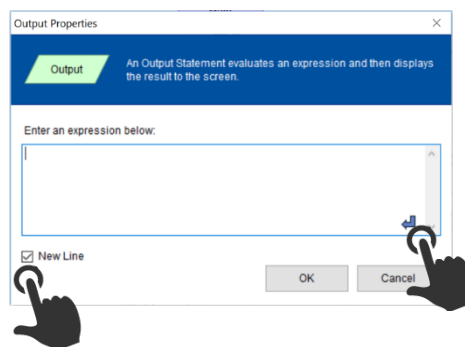 Output Properties
Output
An Output Statement evaluates an expression and then displays
the result to the screen.
Enter an expression below:
New Line
OK
Cancel